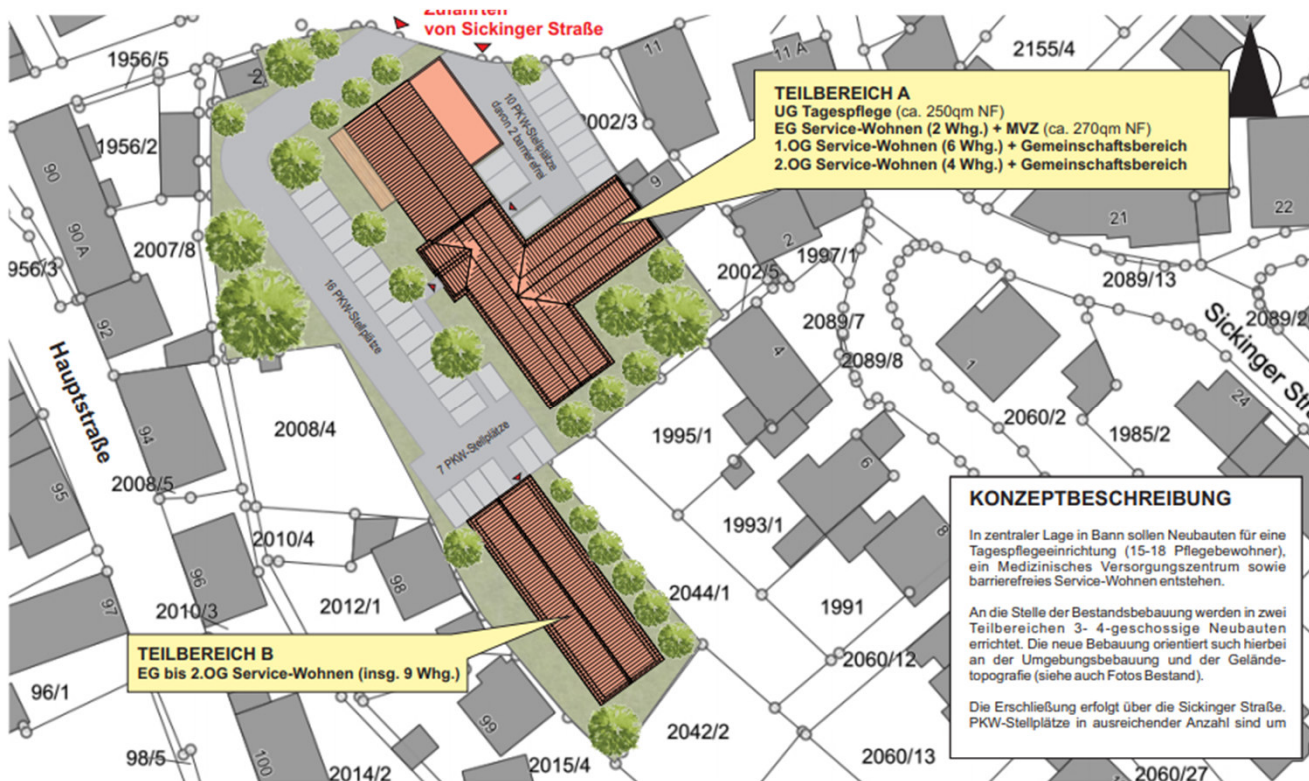 Zufahrten
von Sickinger Straße
TEILBEREICH A
UG Tagespflege (ca. 250qm NF)
EG Service-Wohnen (2 Whg.) + MVZ (ca. 270qm NF)
1.OG Service-Wohnen (6 Whg.) + Gemeinschaftsbereich
2.OG Service-Wohnen (4 Whg.) + Gemeinschaftsbereich
10 PKW-Stellplätze
davon 2 barrierefrei
1956/5
2155/4
11
11 A
2
2002/3
1956/2
90
90 A
9
2007/8
956/3
92
2
1997/1
2002/5
21
22
2089/13
2089/7
2089/2
2089/8
Sickinger Str
Hauptstraße
16 PKW-Stellplätze
4
1
2060/2
24
1985/2
2008/4
1995/1
94
7 PKW-Stellplätze
2008/5
95
6
2010/4
1993/1
8
96
98
97
2010/3
2012/1
2044/1
1991
2060/12
TEILBEREICH B
EG bis 2.OG Service-Wohnen (insg. 9 Whg.)
96/1
99
98/5
100
2014/2
2015/4
2042/2
2060/13
2060/27
KONZEPTBESCHREIBUNG
In zentraler Lage in Bann sollen Neubauten für eine
Tagespflegeeinrichtung (15-18 Pflegebewohner),
ein Medizinisches Versorgungszentrum sowie
barrierefreies Service-Wohnen entstehen.
An die Stelle der Bestandsbebauung werden in zwei
Teilbereichen 3- 4-geschossige Neubauten
errichtet. Die neue Bebauung orientiert such hierbei
an der Umgebungsbebauung und der Gelände-
topografie (siehe auch Fotos Bestand).
Die Erschließung erfolgt über die Sickinger Straße.
PKW-Stellplätze in ausreichender Anzahl sind um